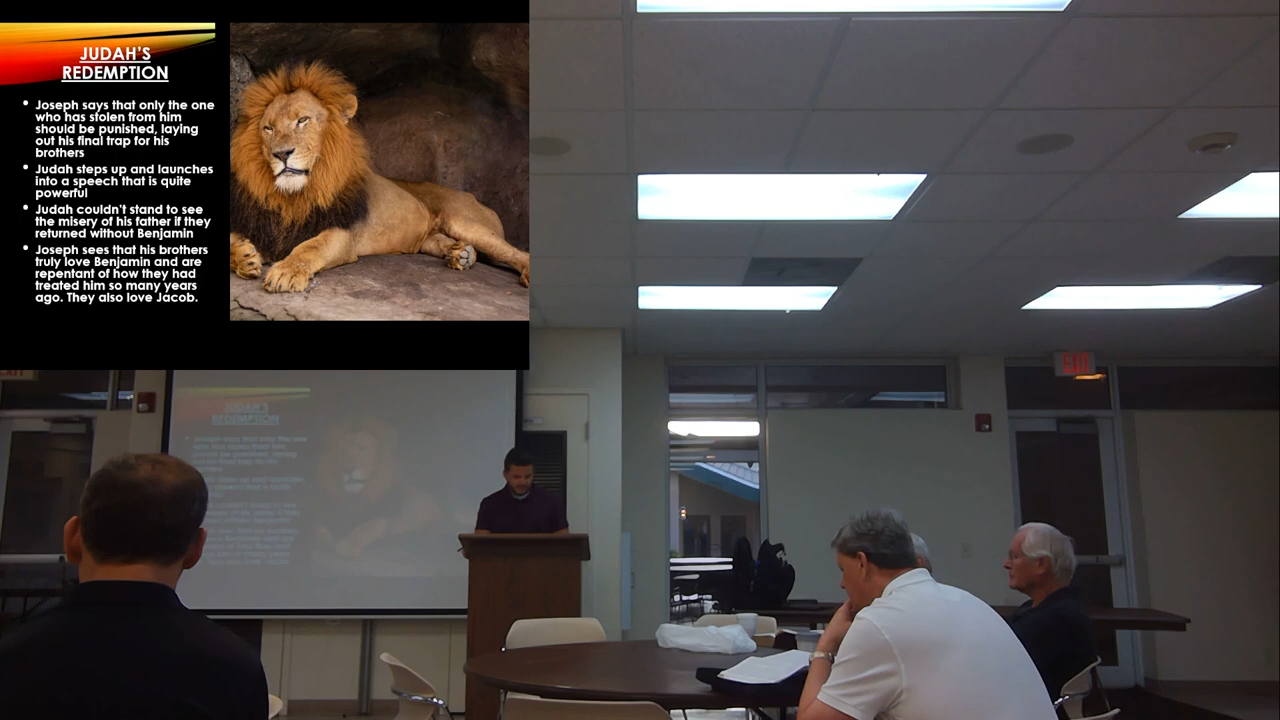 JUDAH'S
REDEMPTION
• Joseph says that only the one
who has stolen from him
should be punished, laying
out his final trap for his
brothers
• Judah steps up and launches
into a speech that is quite
powerful
• Judah couldn't stand to see
the misery of his father if they
returned without Benjamin
• Joseph sees that his brothers
truly love Benjamin and are
repentant of how they had
treated him so many years
ago. They also love Jacob.
EXIT
JUDAH'S
REDEMPTION